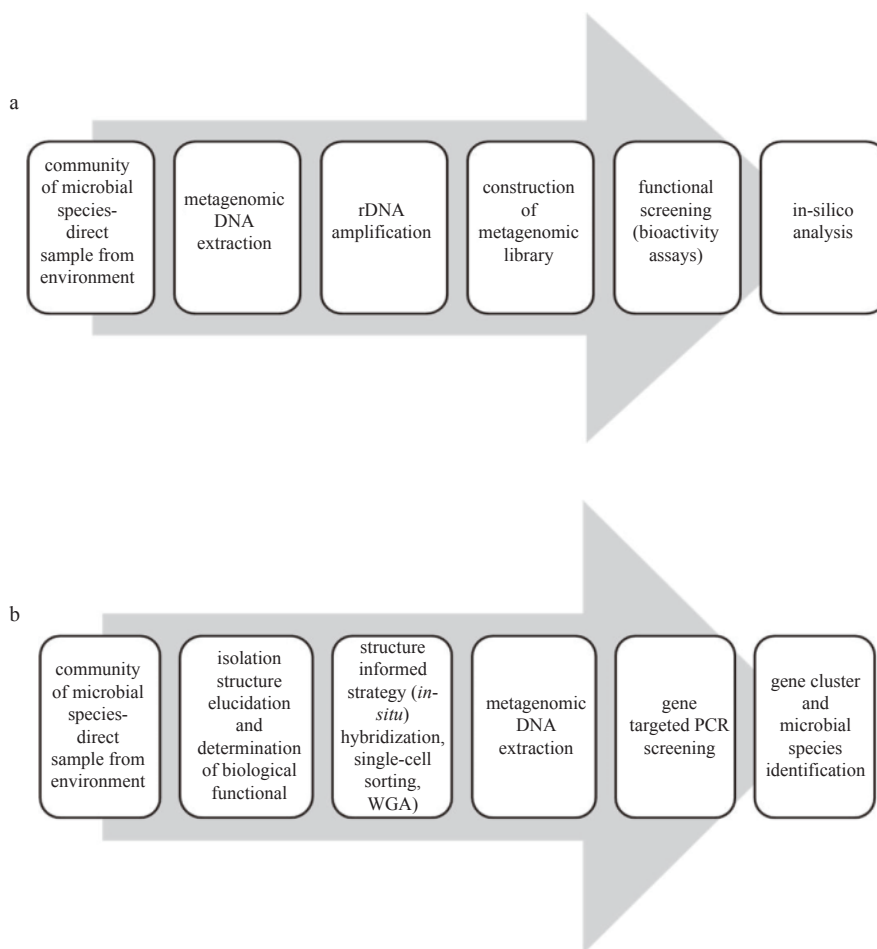 a
community
of microbial
species-
direct
sample from
environment
metagenomic
DNA
extraction
rDNA
amplification
construction
of
metagenomic
library
functional
screening
(bioactivity
assays)
in-silico
analysis
b
community
of microbial
species-
direct
sample from
environment
isolation
structure
elucidation
and
determination
of biological
functional
structure
informed
strategy (in-
situ)
hybridization,
single-cell
sorting,
WGA)
metagenomic
DNA
extraction
gene
targeted PCR
screening
gene cluster
and
microbial
species
identification